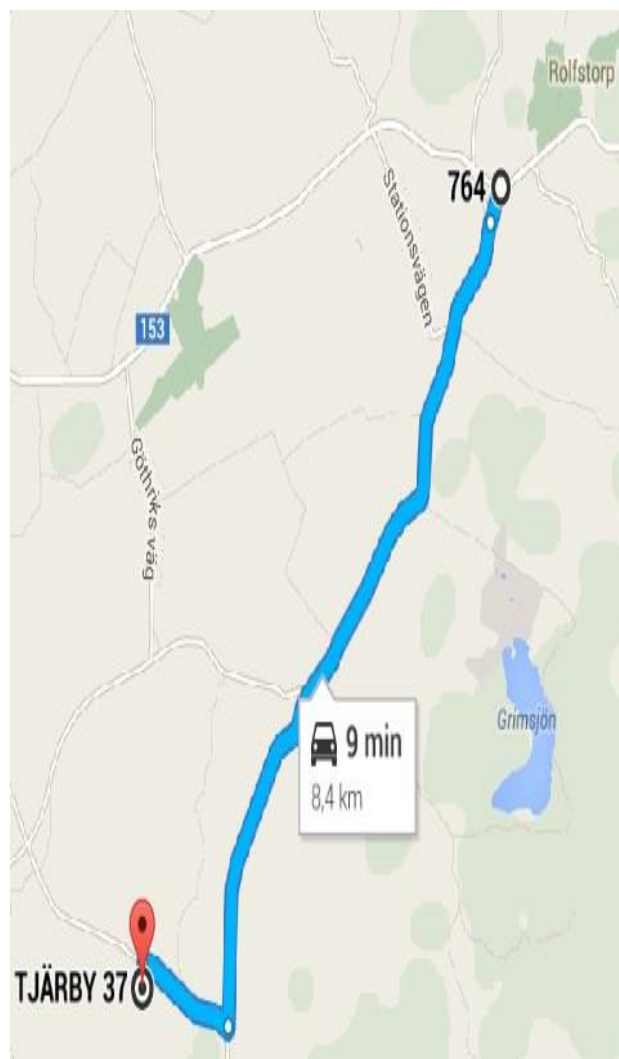 Rolfstorp
764
Stationsvägen
153
Göthriks väg
9 min
8,4 km
Grimsjön
TJÄRBY 37